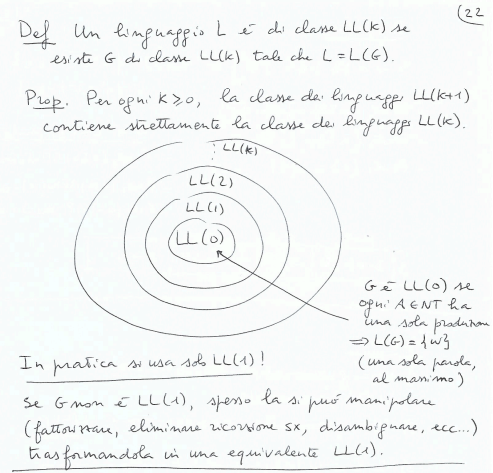 (22
Def Un linguaggio L è di classe LL(k) se
esiste G di classe LL(k) tale che L = L(G).
Prop. Per ogni k ≥ 0, la classe dei linguaggi LL(k+1)
contiene strettamente la classe dei linguaggi LL(k).
LL(k)
LL(2)
LL(1)
LL(0)
G è LL(0) se
ogni A ∈ NT ha
una sola produzione
⇒ L(G) = {w}
(una sola parola,
al massimo)
In pratica si usa solo LL(1)!
Se G non è LL(1), spesso la si può manipolare
(fattorizzare, eliminare ricorsione sx, disambiguare, ecc...)
trasformandola in una equivalente LL(1).